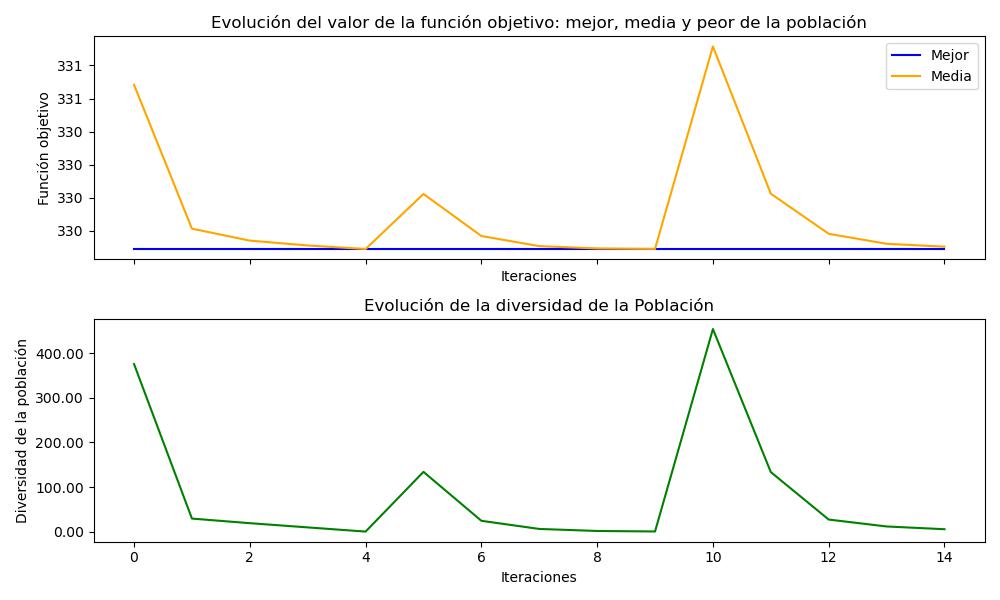 Evolución del valor de la función objetivo: mejor, media y peor de la población
331
331
330
330
330
330
Función objetivo
Mejor
Media
Iteraciones
Evolución de la diversidad de la Población
400.00
300.00
200.00
100.00
0.00
Diversidad de la población
0 2 4 6 8 10 12 14
Iteraciones